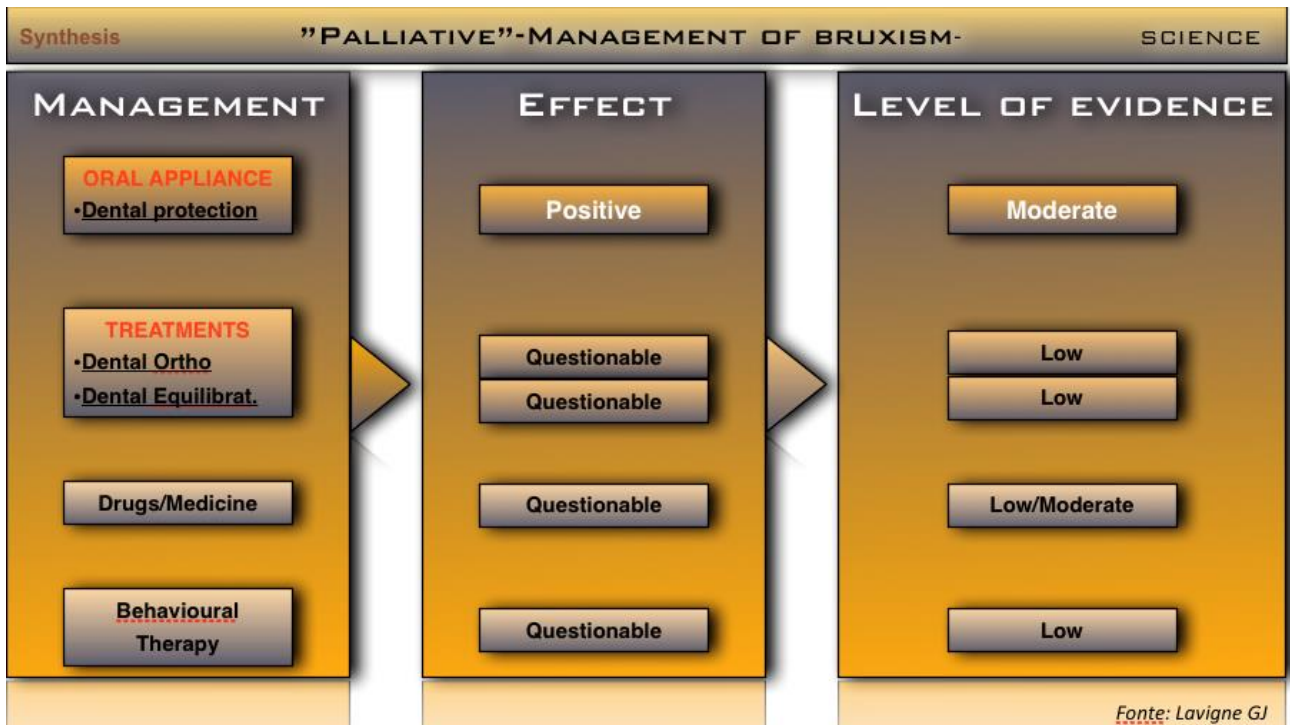 Synthesis
”PALLIATIVE”-MANAGEMENT OF BRUXISM-
SCIENCE
MANAGEMENT
ORAL APPLIANCE
•Dental protection
TREATMENTS
•Dental Ortho
•Dental Equilibrat.
Drugs/Medicine
Behavioural
Therapy
EFFECT
Positive
Questionable
Questionable
Questionable
Questionable
LEVEL OF EVIDENCE
Moderate
Low
Low
Low/Moderate
Low
Fonte: Lavigne GJ